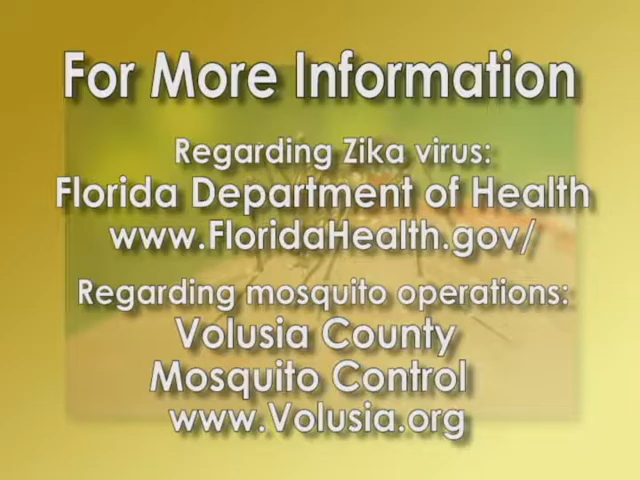 For More Information
Regarding Zika virus:
Florida Department of Health
www.FloridaHealth.gov/
Regarding mosquito operations:
Volusia County
Mosquito Control
www.Volusia.org